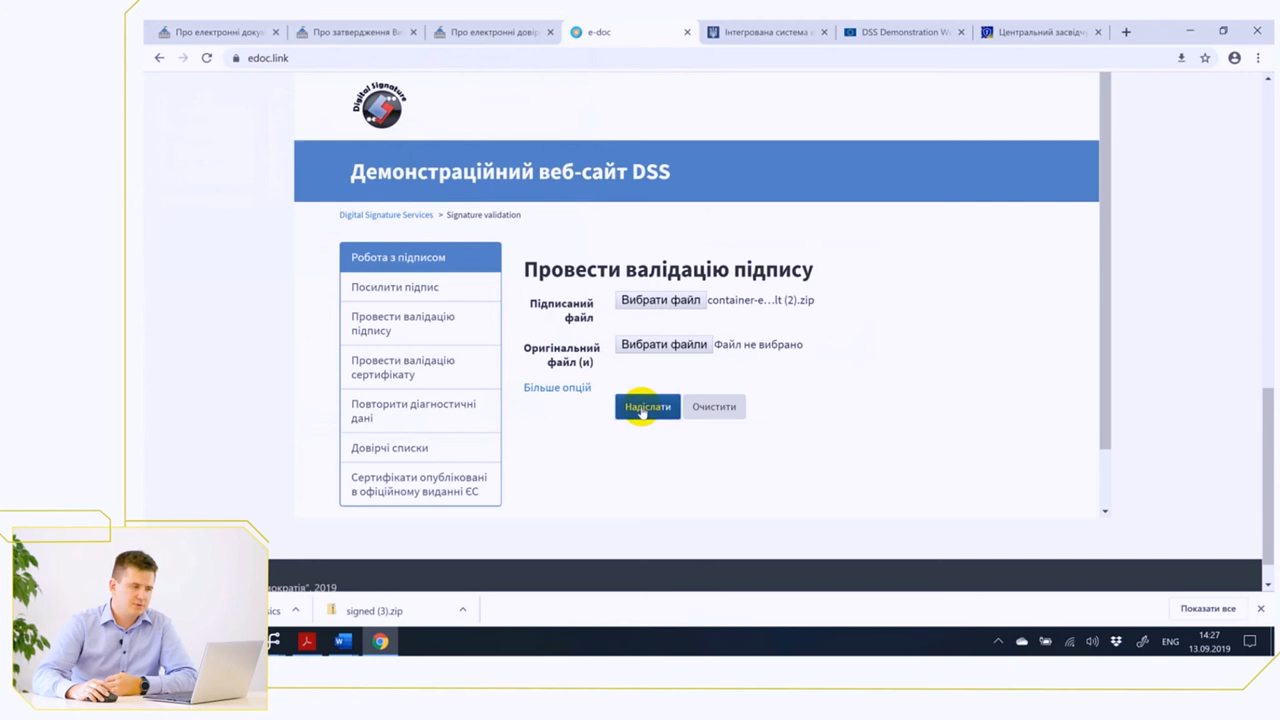 Про електронні докум
Про затвердження Ви
Про електронні довір
e-doc
Інтегрована система е
DSS Demonstration W
Центральний засвідч
edoc.link
Digital Signature
Демонстраційний веб-сайт DSS
Digital Signature Services > Signature validation
Робота з підписом
Посилити підпис
Провести валідацію
підпису
Провести валідацію
сертифікату
Повторити діагностичні
дані
Довірчі списки
Сертифікати опубліковані
в офіційному виданні ЄС
Провести валідацію підпису
Підписаний
файл
Вибрати файл container-e...lt (2).zip
Оригінальний
файл (и)
Вибрати файли Файл не вибрано
Більше опцій
Надіслати
Очистити
мократія", 2019
sics
signed (3).zip
Показати все
ENG
14:27
13.09.2019